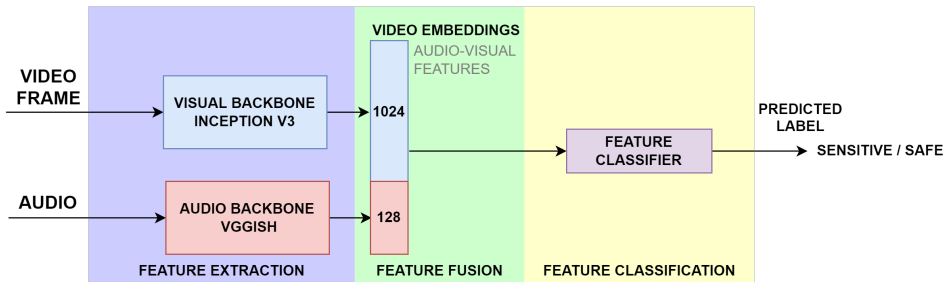 VIDEO EMBEDDINGS
AUDIO-VISUAL
FEATURES
VIDEO
FRAME
VISUAL BACKBONE
INCEPTION V3
1024
PREDICTED
LABEL
FEATURE
CLASSIFIER
SENSITIVE / SAFE
AUDIO
AUDIO BACKBONE
VGGISH
128
FEATURE EXTRACTION
FEATURE FUSION
FEATURE CLASSIFICATION